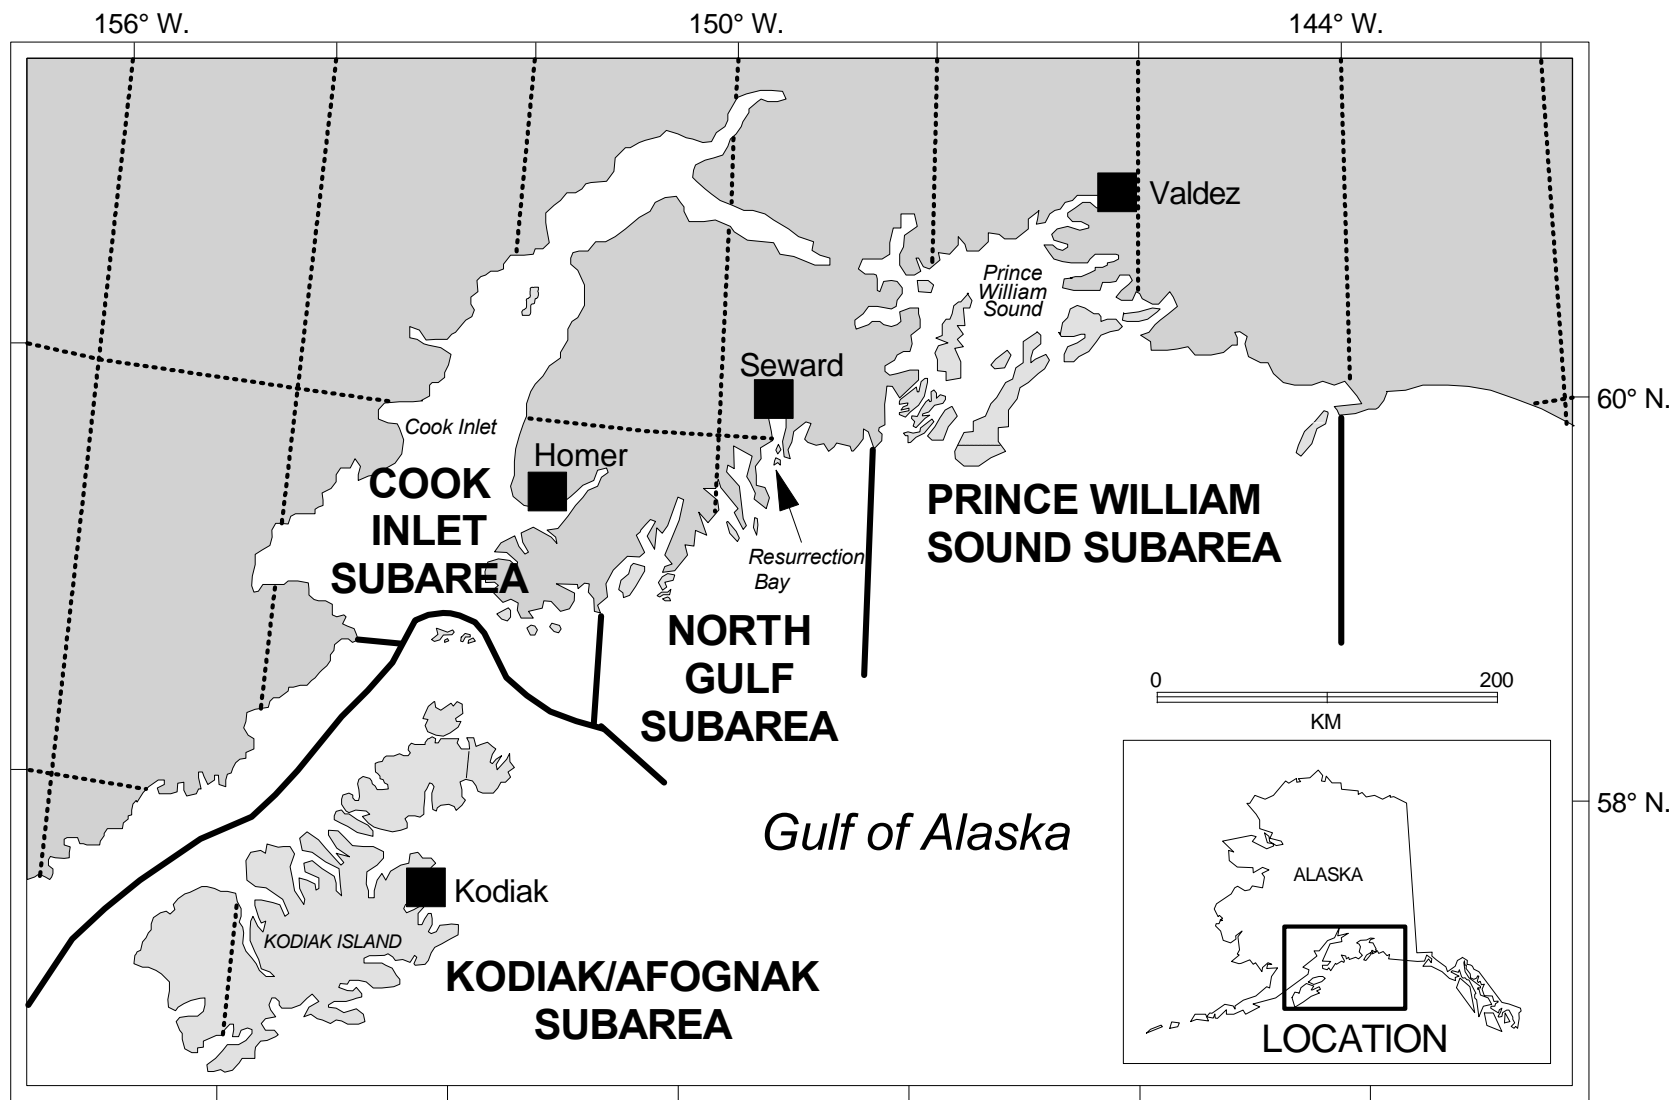 156° W.
150° W.
144° W.
Valdez
Prince
William
Sound
Seward
60° N.
Cook Inlet
Homer
COOK
INLET
SUBAREA
PRINCE WILLIAM
SOUND SUBAREA
Resurrection
Bay
NORTH
GULF
SUBAREA
0
200
KM
58° N.
Gulf of Alaska
ALASKA
Kodiak
KODIAK ISLAND
KODIAK/AFOGNAK
SUBAREA
LOCATION